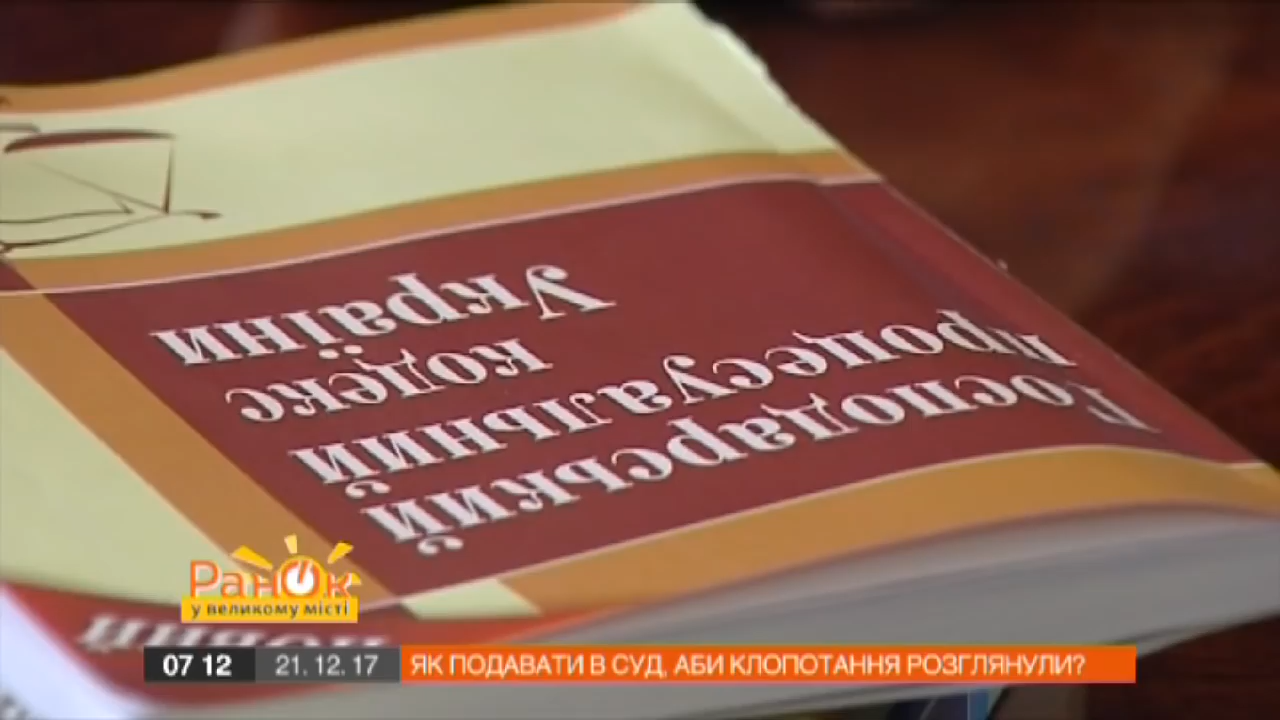 Господарський
процесуальний
кодекс
України
Ранок
у великому місті
07 12
21. 12. 17
ЯК ПОДАВАТИ В СУД, АБИ КЛОПОТАННЯ РОЗГЛЯНУЛИ?